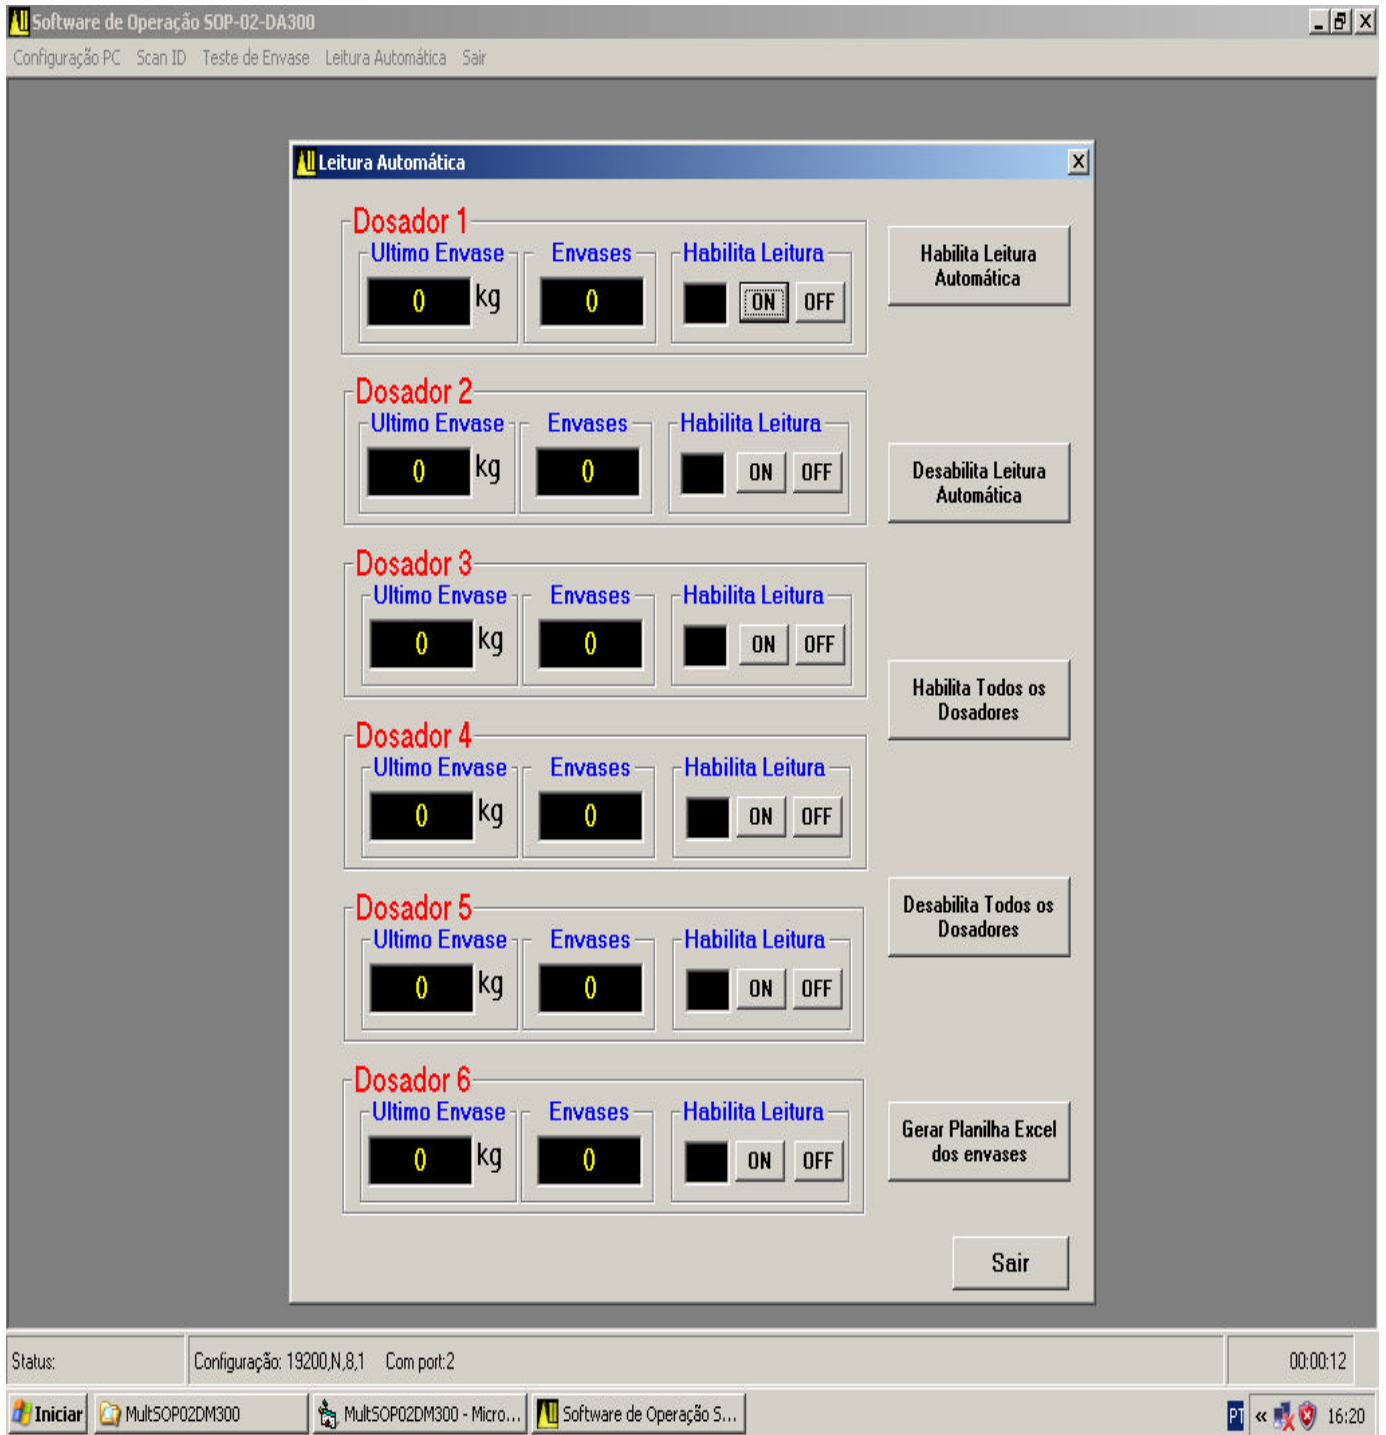 Software de Operação SOP-02-DA300
Configuração PC Scan ID Teste de Envase Leitura Automática Sair
Leitura Automática
Dosador 1
Ultimo Envase Envases Habilita Leitura
0 kg 0 ON OFF
Habilita Leitura
Automática
Dosador 2
Ultimo Envase Envases Habilita Leitura
0 kg 0 ON OFF
Desabilita Leitura
Automática
Dosador 3
Ultimo Envase Envases Habilita Leitura
0 kg 0 ON OFF
Habilita Todos os
Dosadores
Dosador 4
Ultimo Envase Envases Habilita Leitura
0 kg 0 ON OFF
Dosador 5
Ultimo Envase Envases Habilita Leitura
0 kg 0 ON OFF
Desabilita Todos os
Dosadores
Dosador 6
Ultimo Envase Envases Habilita Leitura
0 kg 0 ON OFF
Gerar Planilha Excel
dos envases
Sair
Status: Configuração: 19200,N,8,1 Com port:2 00:00:12
Iniciar MultSOP02DM300 MultSOP02DM300 - Micro... Software de Operação S... PT « 16:20